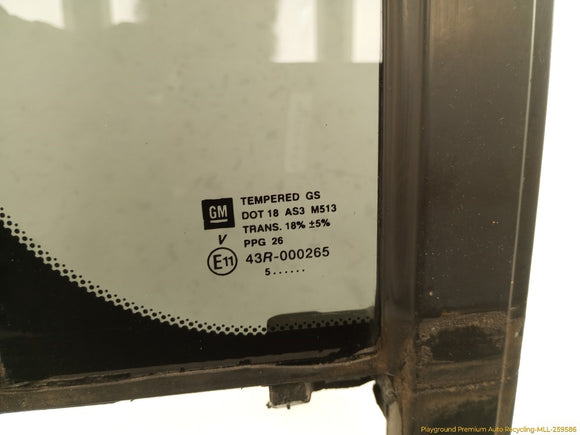 TEMPERED GS
GM DOT 18 AS3 M513
TRANS. 18% ±5%
V PPG 26
E11 43R-000265
5......
Playground Premium Auto Recycling-MLL-259586